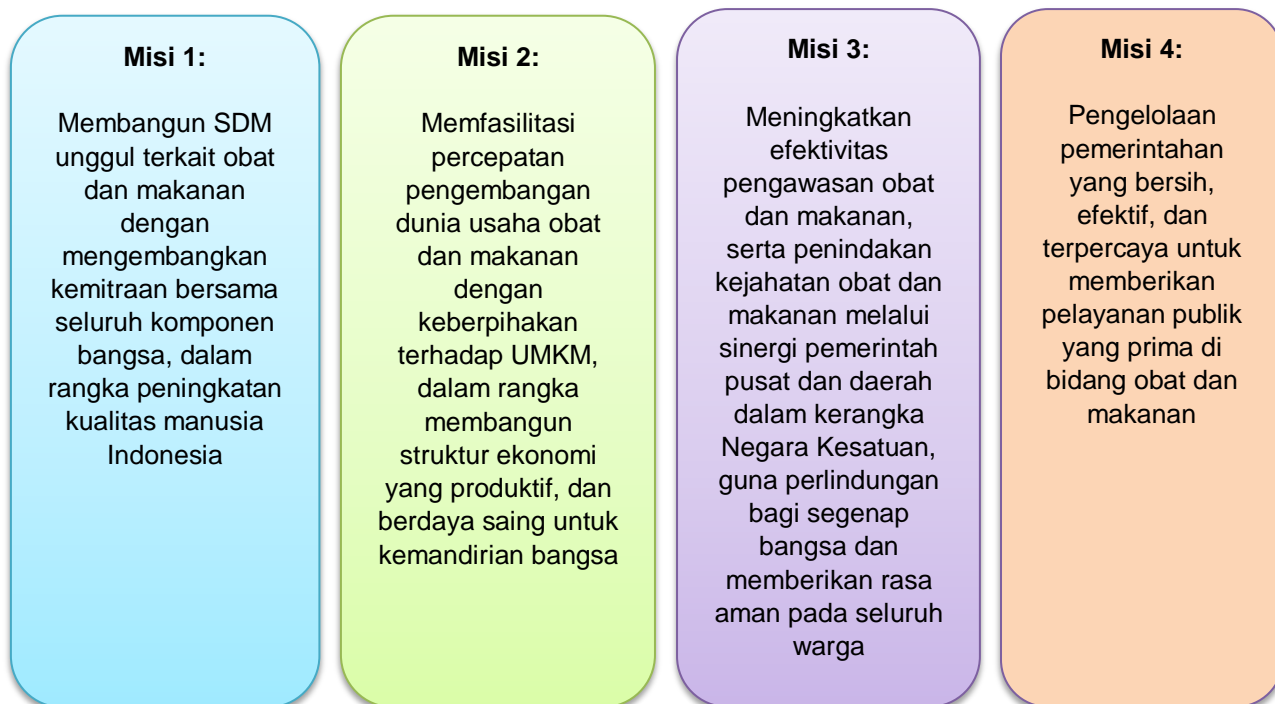 Misi 1:
Membangun SDM
unggul terkait obat
dan makanan
dengan
mengembangkan
kemitraan bersama
seluruh komponen
bangsa, dalam
rangka peningkatan
kualitas manusia
Indonesia
Misi 2:
Memfasilitasi
percepatan
pengembangan
dunia usaha obat
dan makanan
dengan
keberpihakan
terhadap UMKM,
dalam rangka
membangun
struktur ekonomi
yang produktif, dan
berdaya saing untuk
kemandirian bangsa
Misi 3:
Meningkatkan
efektivitas
pengawasan obat
dan makanan,
serta penindakan
kejahatan obat dan
makanan melalui
sinergi pemerintah
pusat dan daerah
dalam kerangka
Negara Kesatuan,
guna perlindungan
bagi segenap
bangsa dan
memberikan rasa
aman pada seluruh
warga
Misi 4:
Pengelolaan
pemerintahan
yang bersih,
efektif, dan
terpercaya untuk
memberikan
pelayanan publik
yang prima di
bidang obat dan
makanan